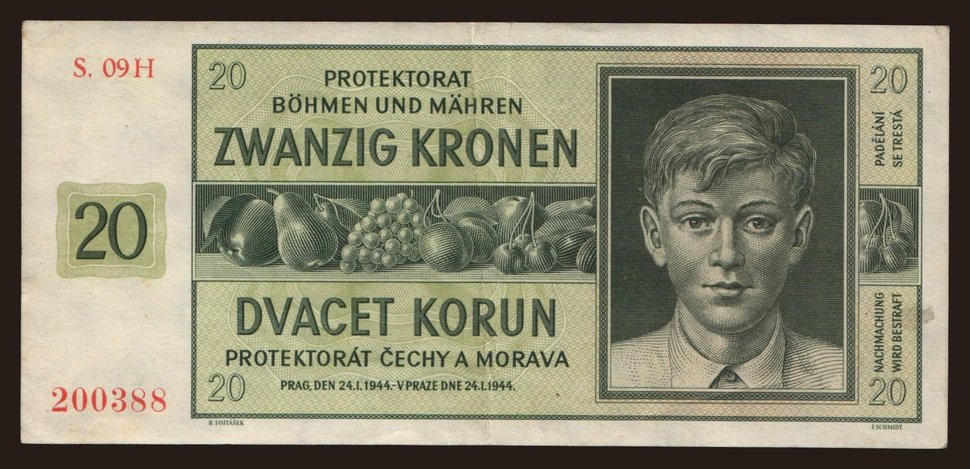 S. 09H
20
PROTEKTORAT
BÖHMEN UND MÄHREN
ZWANZIG KRONEN
20
DVACET KORUN
PROTEKTORÁT ČECHY A MORAVA
PRAG, DEN 24.I.1944.-V PRAZE DNE 24.I.1944.
20
200388
20
PADĚLÁNÍ
SE TRESTÁ
NACHMACHUNG
WIRD BESTRAFT
20
B. FOJTÁŠEK
J. SCHMIDT